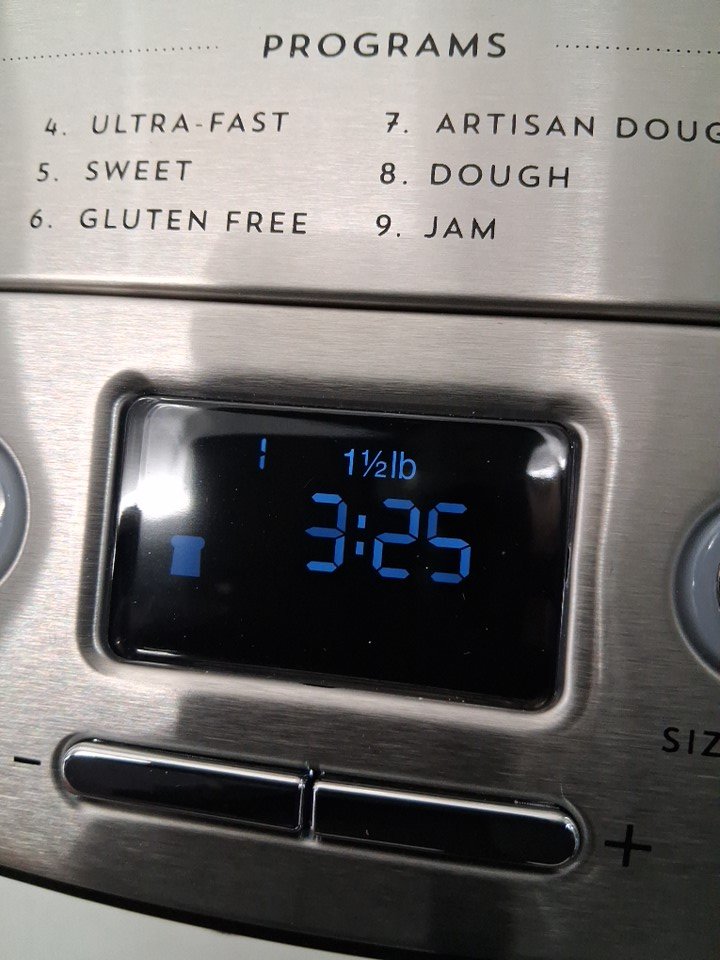 PROGRAMS
4. ULTRA-FAST 7. ARTISAN DOUG
5. SWEET 8. DOUGH
6. GLUTEN FREE 9. JAM
1 1½lb
3:25
SIZ
- +